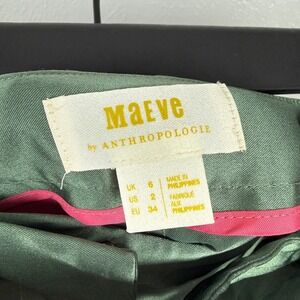 MAEVE
by ANTHROPOLOGIE
UK 6
US 2
EU 34
MADE IN
PHILIPPINES
FABRIQUÉ
AUX
PHILIPPINES